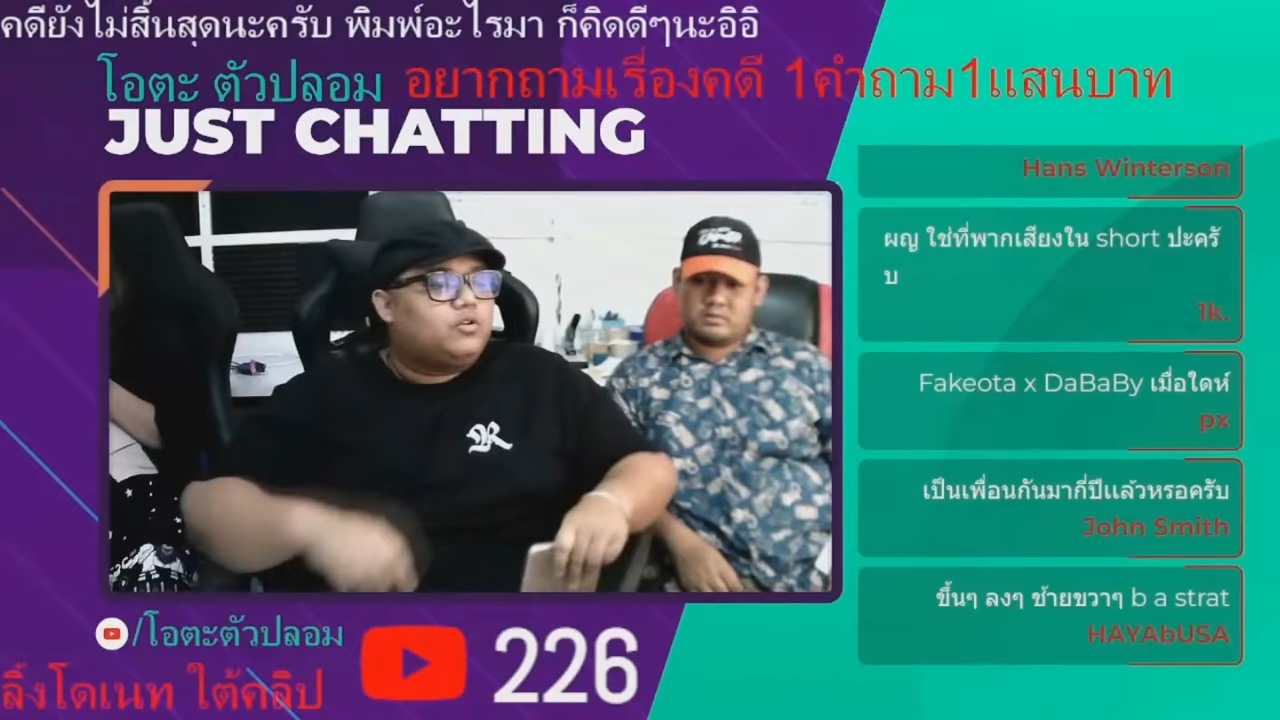 คดียังไม่สิ้นสุดนะครับ พิมพ์อะไรมา ก็คิดดีๆนะอิอิ
โอตะ ตัวปลอม อยากถามเรื่องคดี 1คำถาม1แสนบาท
JUST CHATTING
Hans Winterson
ผญ ใช่ที่พากเสียงใน short ปะครั
บ
1k.
Fakeota x DaBaBy เมื่อใดห์
px
เป็นเพื่อนกันมากี่ปีแล้วหรอครับ
John Smith
ขึ้นๆ ลงๆ ซ้ายขวาๆ b a strat
HAYAbUSA
/โอตะตัวปลอม
226
ลิ้งโดเนท ใต้คลิป